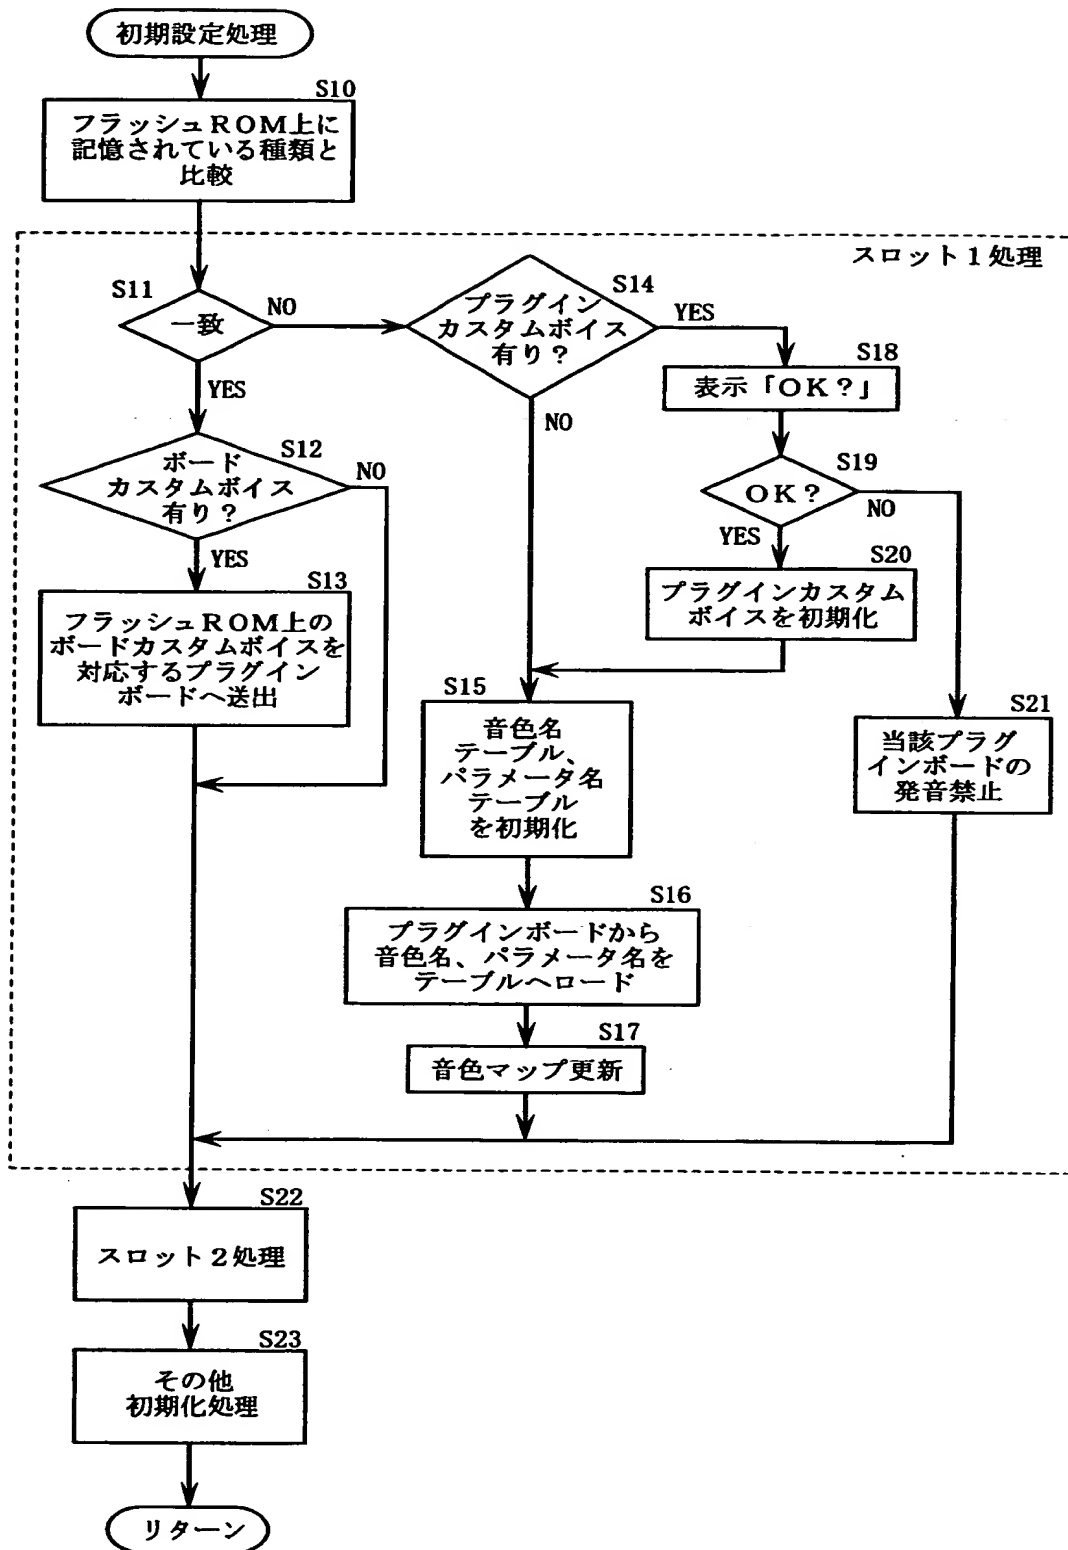 初期設定処理
S10
フラッシュROM上に
記憶されている種類と
比較
スロット1処理
S11
一致
NO
YES
S14
プラグイン
カスタムボイス
有り？
YES
NO
S18
表示「OK？」
S19
OK？
NO
YES
S12
ボード
カスタムボイス
有り？
NO
YES
S20
プラグインカスタム
ボイスを初期化
S13
フラッシュROM上の
ボードカスタムボイスを
対応するプラグイン
ボードへ送出
S15
音色名
テーブル、
パラメータ名
テーブル
を初期化
S21
当該プラグ
インボードの
発音禁止
S16
プラグインボードから
音色名、パラメータ名を
テーブルへロード
S17
音色マップ更新
S22
スロット2処理
S23
その他
初期化処理
リターン